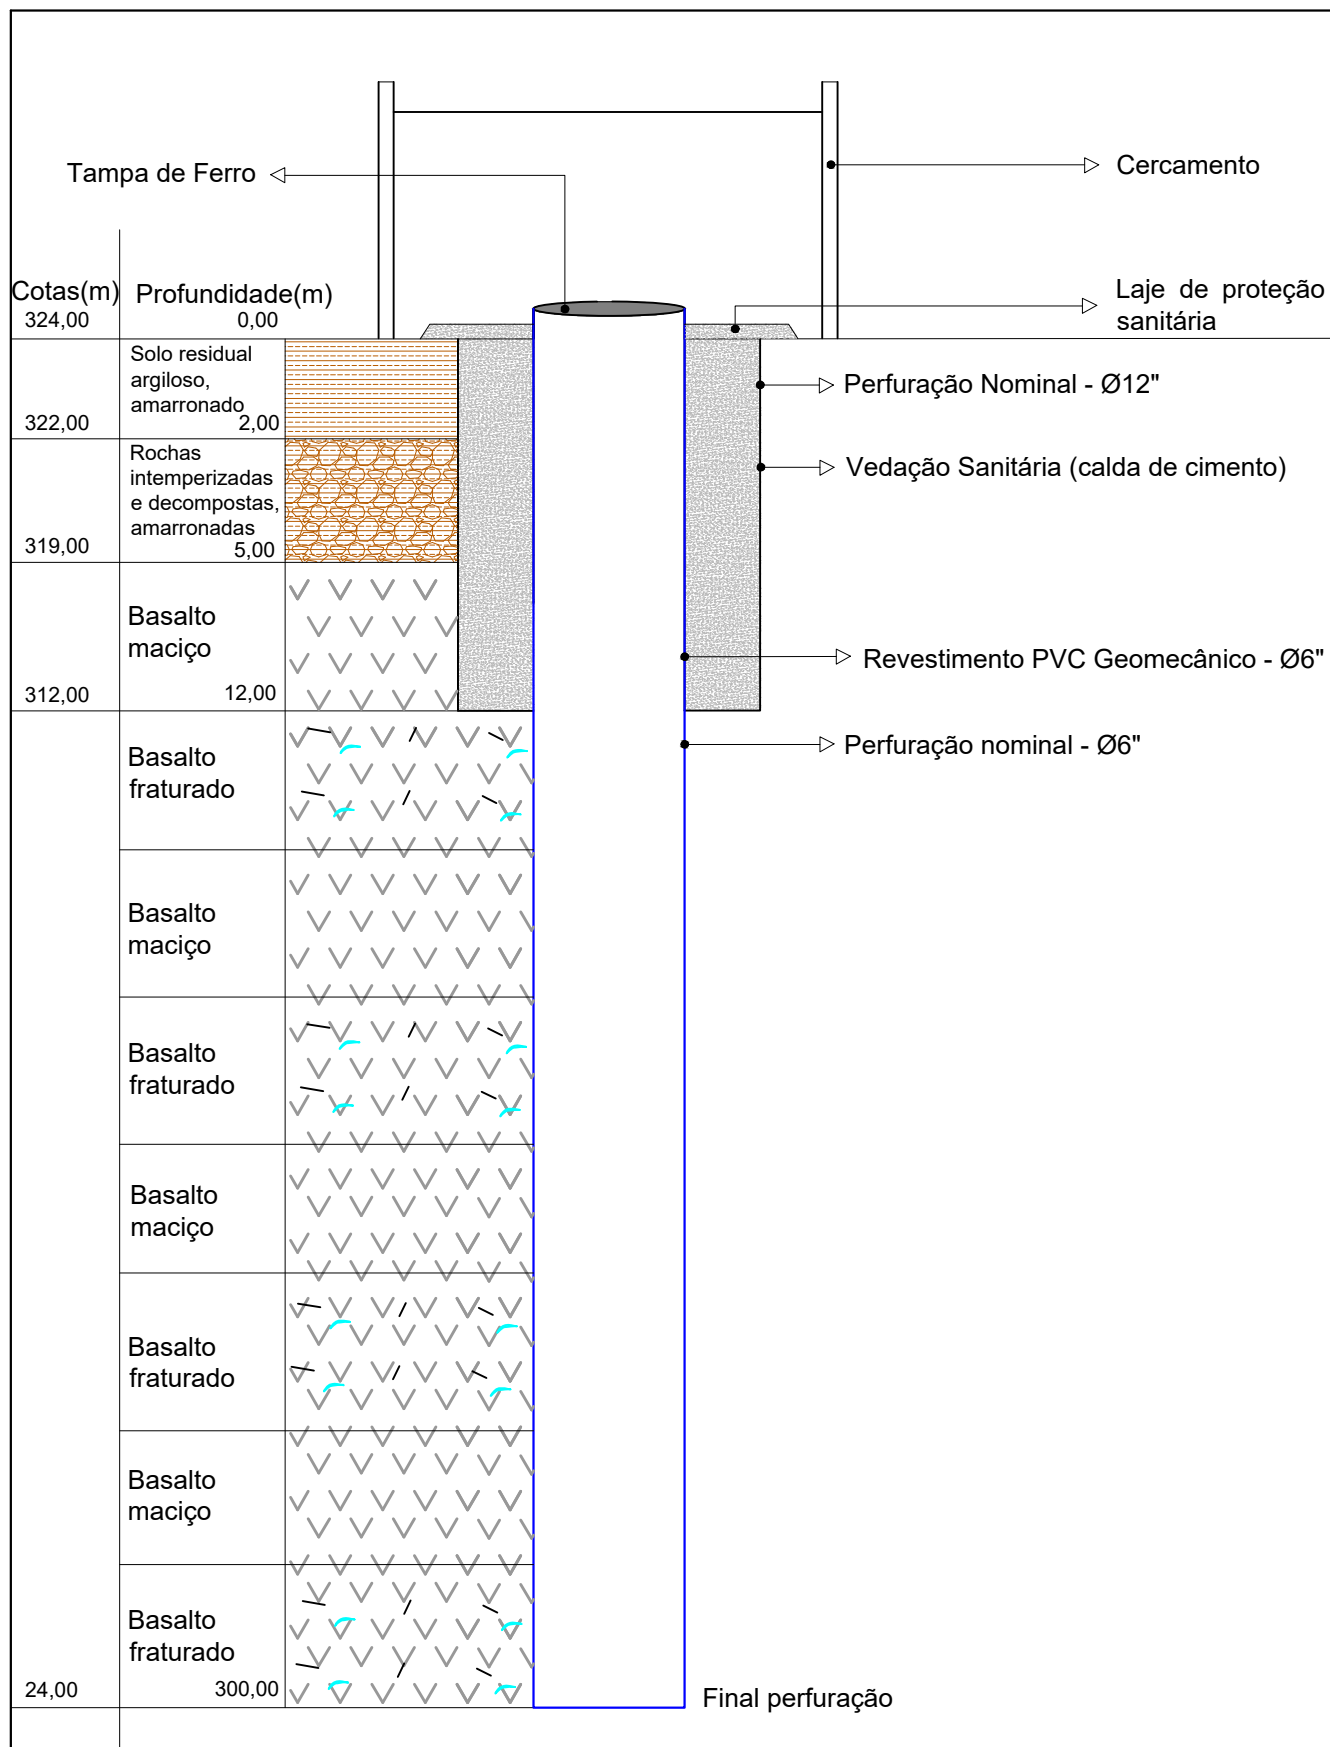 Tampa de Ferro
Cercamento
Cotas(m)
Profundidade(m)
Laje de proteção
sanitária
324,00
0,00
Solo residual
argiloso,
amarronado
322,00
2,00
Perfuração Nominal - Ø12"
Rochas
intemperizadas
e decompostas,
amarronadas
319,00
5,00
Vedação Sanitária (calda de cimento)
Basalto
maciço
312,00
12,00
Revestimento PVC Geomecânico - Ø6"
Basalto
fraturado
Perfuração nominal - Ø6"
Basalto
maciço
Basalto
fraturado
Basalto
maciço
Basalto
fraturado
Basalto
maciço
Basalto
fraturado
24,00
300,00
Final perfuração